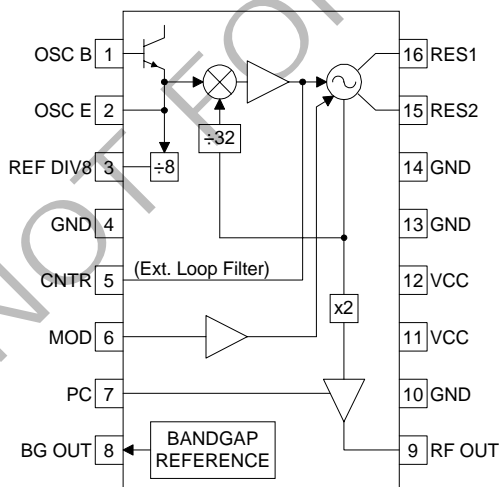 OSC B 1
OSC E 2
REF DIV8 3
GND 4
CNTR 5
MOD 6
PC 7
BG OUT 8
÷8
÷32
(Ext. Loop Filter)
x2
BANDGAP
REFERENCE
16 RES1
15 RES2
14 GND
13 GND
12 VCC
11 VCC
10 GND
9 RF OUT
NOT FO